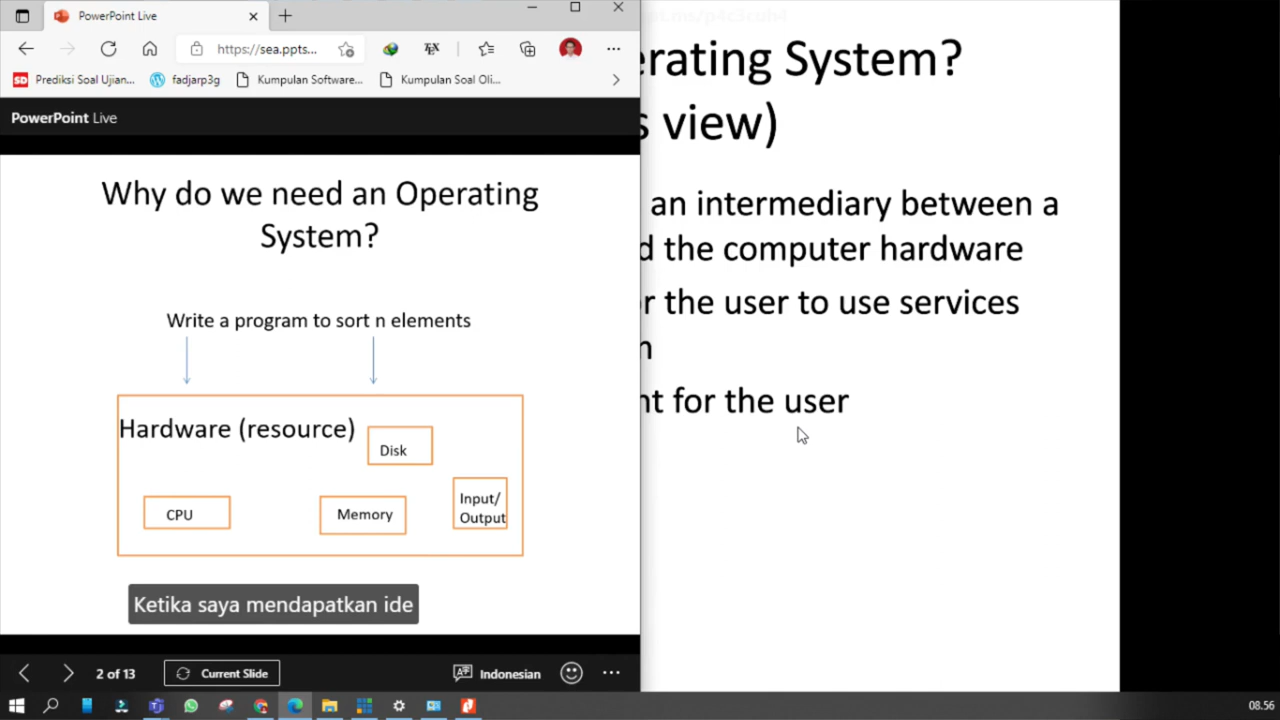 PowerPoint Live
https://sea.ppts...
Prediksi Soal Ujian...
fadjarp3g
Kumpulan Software...
Kumpulan Soal Oli...
PowerPoint Live
Why do we need an Operating
System?
Write a program to sort n elements
Hardware (resource)
Disk
CPU
Memory
Input/
Output
Ketika saya mendapatkan ide
2 of 13
Current Slide
Indonesian
erating System?
s view)
an intermediary between a
d the computer hardware
or the user to use services
nt for the user
08.56